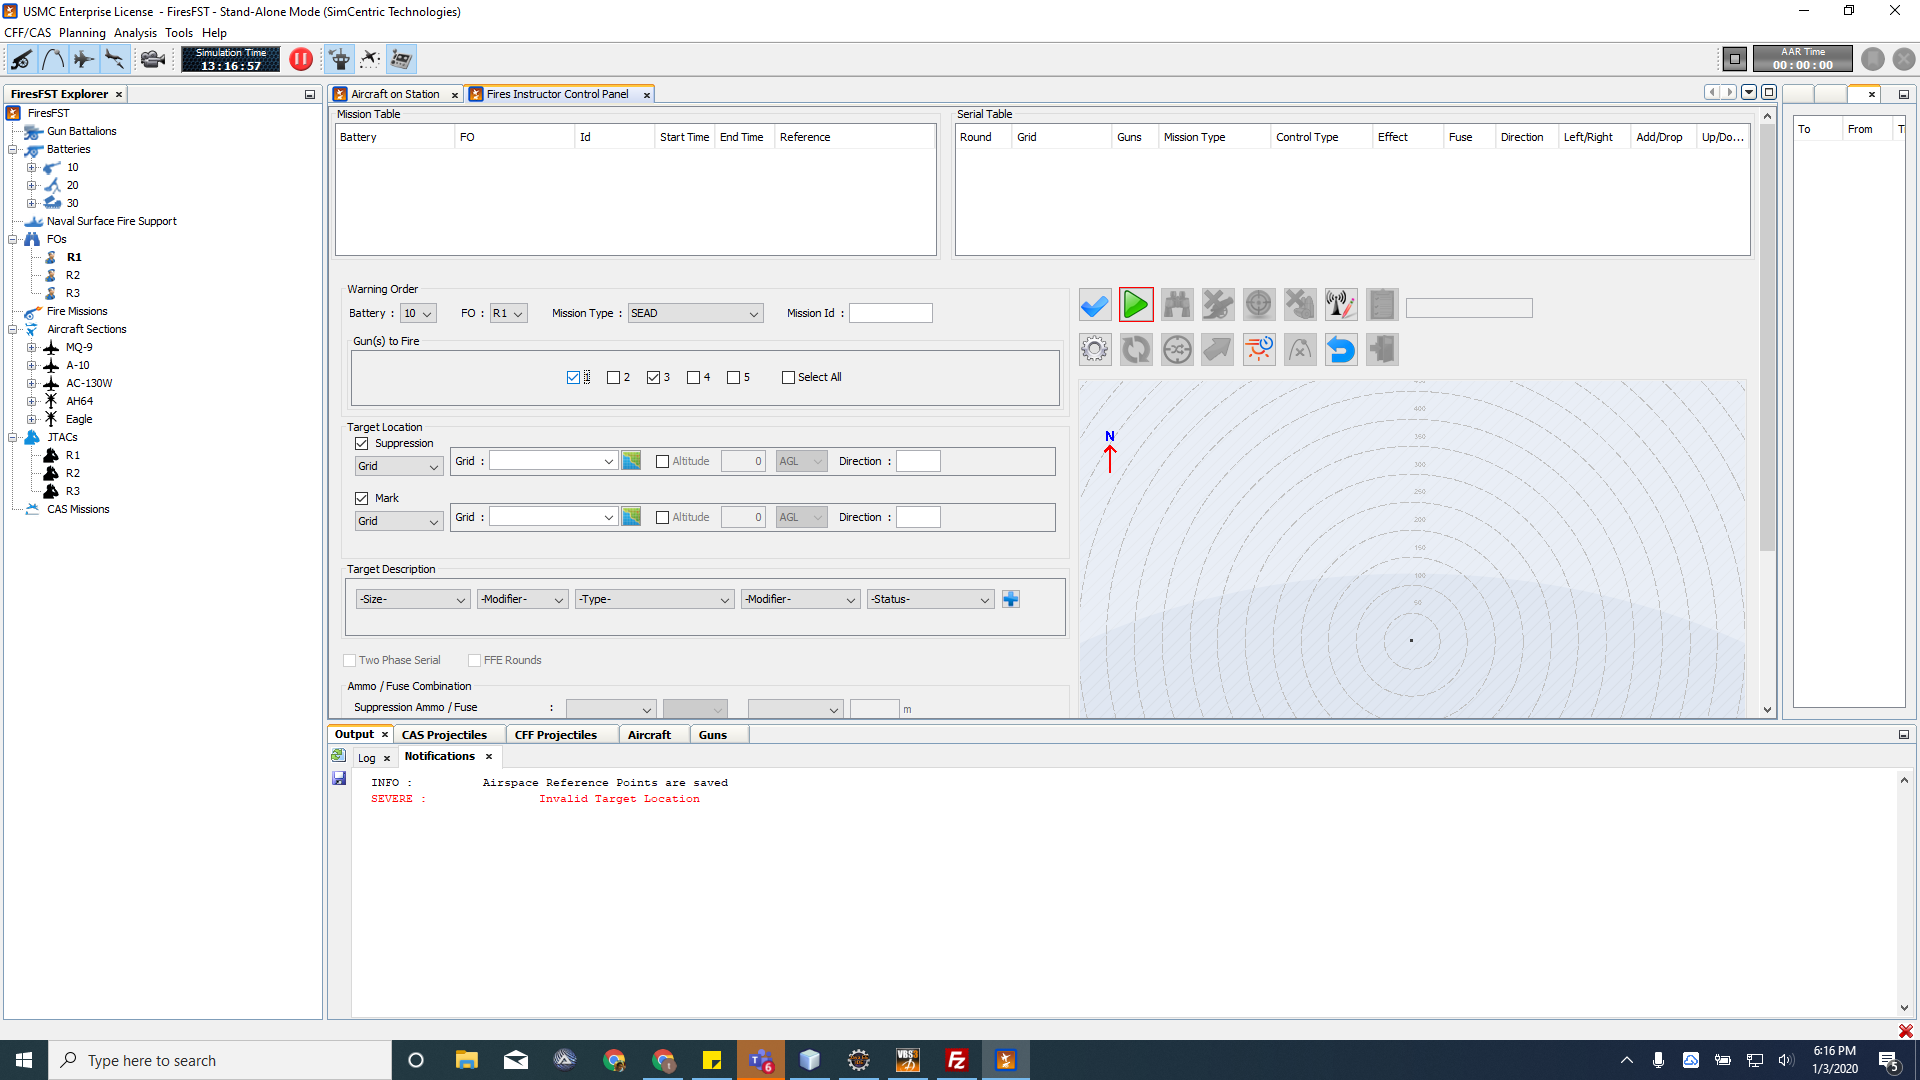 USMC Enterprise License - FiresFST - Stand-Alone Mode (SimCentric Technologies)
CFF/CAS Planning Analysis Tools Help
Simulation Time
13:16:57
AAR Time
00:00:00
FiresFST Explorer
FiresFST
Gun Battalions
Batteries
10
20
30
Naval Surface Fire Support
FOs
R1
R2
R3
Fire Missions
Aircraft Sections
MQ-9
A-10
AC-130W
AH64
Eagle
JTACs
R1
R2
R3
CAS Missions
Aircraft on Station
Fires Instructor Control Panel
Mission Table
Battery FO Id Start Time End Time Reference
Serial Table
Round Grid Guns Mission Type Control Type Effect Fuse Direction Left/Right Add/Drop Up/Do...
To From
Warning Order
Battery : 10 FO : R1 Mission Type : SEAD Mission Id :
Gun(s) to Fire
1 2 3 4 5 Select All
Target Location
Suppression
Grid Grid : Altitude 0 AGL Direction :
Mark
Grid Grid : Altitude 0 AGL Direction :
Target Description
-Size- -Modifier- -Type- -Modifier- -Status-
Two Phase Serial FFE Rounds
Ammo / Fuse Combination
Suppression Ammo / Fuse : m
400
350
300
250
200
150
100
50
N
Output CAS Projectiles CFF Projectiles Aircraft Guns
Log Notifications
INFO : Airspace Reference Points are saved
SEVERE : Invalid Target Location
Type here to search
6
VBS3
FZ
6:16 PM
1/3/2020
5